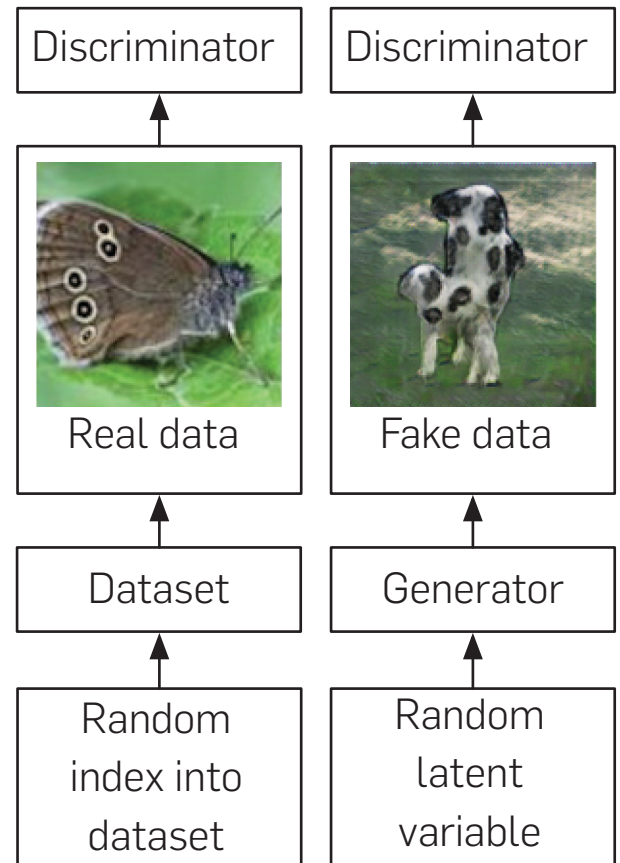 Discriminator
Discriminator
Real data
Fake data
Dataset
Generator
Random
index into
dataset
Random
latent
variable